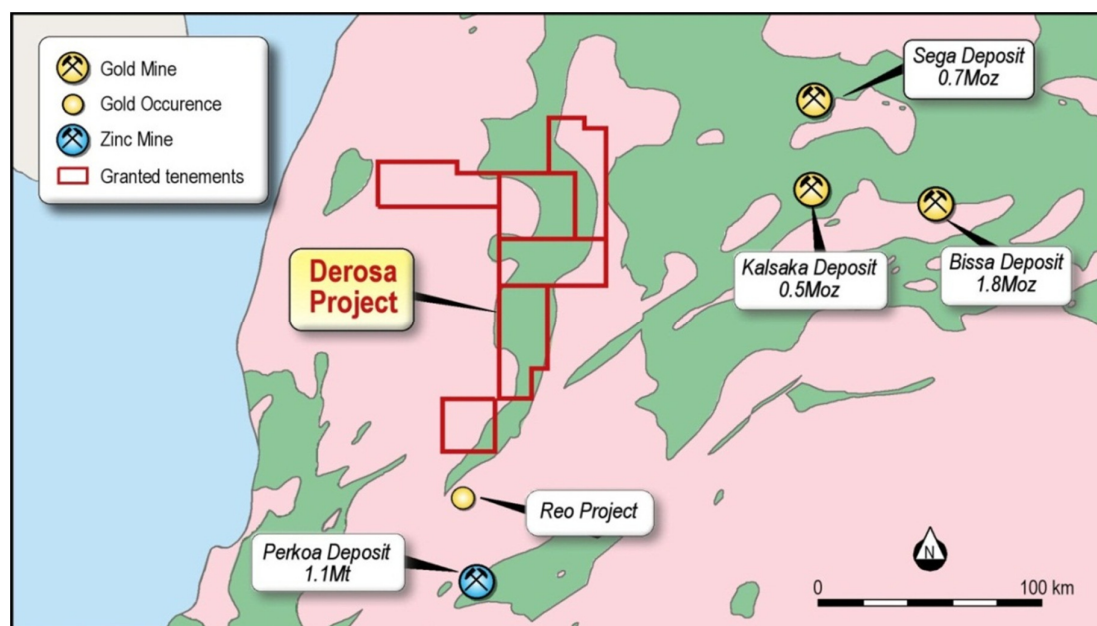 Gold Mine
Gold Occurence
Zinc Mine
Granted tenements
Sega Deposit
0.7Moz
Derosa
Project
Kalsaka Deposit
0.5Moz
Bissa Deposit
1.8Moz
Reo Project
Perkoa Deposit
1.1Mt
N
0
100 km